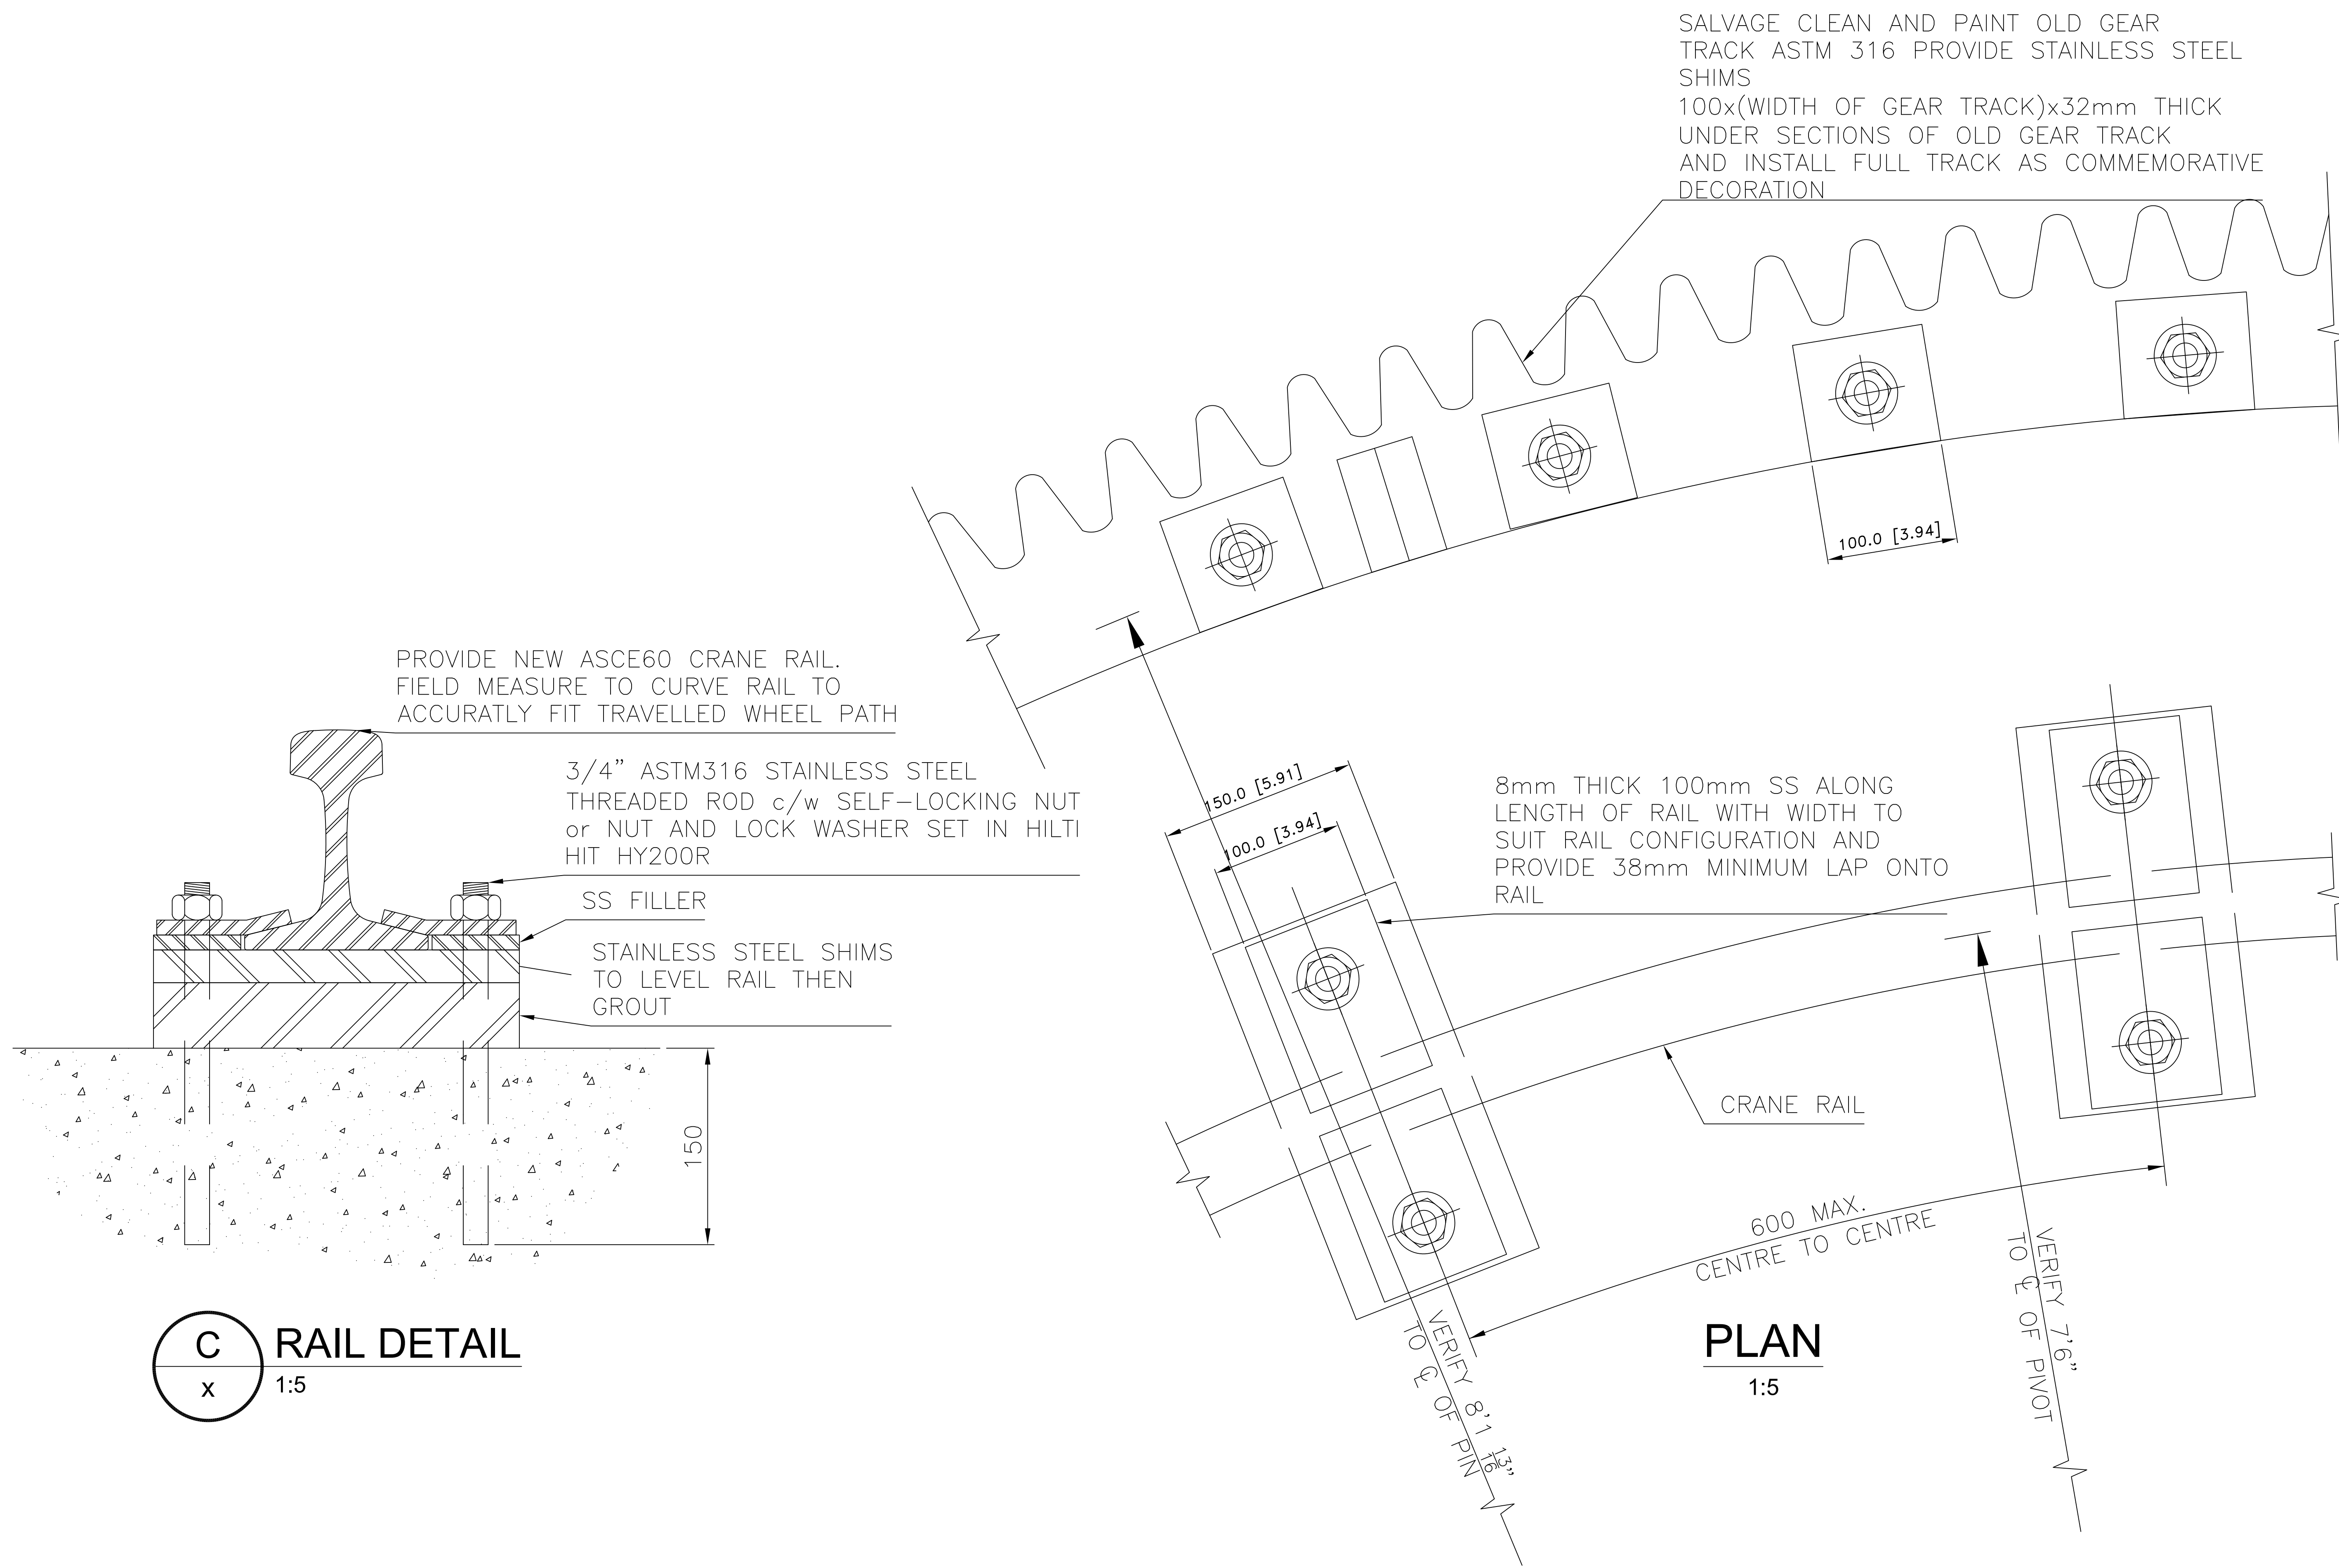 SALVAGE CLEAN AND PAINT OLD GEAR
TRACK ASTM 316 PROVIDE STAINLESS STEEL
SHIMS
100x(WIDTH OF GEAR TRACK)x32mm THICK
UNDER SECTIONS OF OLD GEAR TRACK
AND INSTALL FULL TRACK AS COMMEMORATIVE
DECORATION
100.0 [3.94]
PROVIDE NEW ASCE60 CRANE RAIL.
FIELD MEASURE TO CURVE RAIL TO
ACCURATLY FIT TRAVELLED WHEEL PATH
3/4” ASTM316 STAINLESS STEEL
THREADED ROD c/w SELF-LOCKING NUT
or NUT AND LOCK WASHER SET IN HILTI
HIT HY200R
SS FILLER
STAINLESS STEEL SHIMS
TO LEVEL RAIL THEN
GROUT
150
150.0 [5.91]
100.0 [3.94]
8mm THICK 100mm SS ALONG
LENGTH OF RAIL WITH WIDTH TO
SUIT RAIL CONFIGURATION AND
PROVIDE 38mm MINIMUM LAP ONTO
RAIL
CRANE RAIL
600 MAX.
CENTRE TO CENTRE
VERIFY 7'6"
TO ℄ OF PIVOT
VERIFY 8'1 13/16"
TO ℄ OF PIN
C
x
RAIL DETAIL
1:5
PLAN
1:5